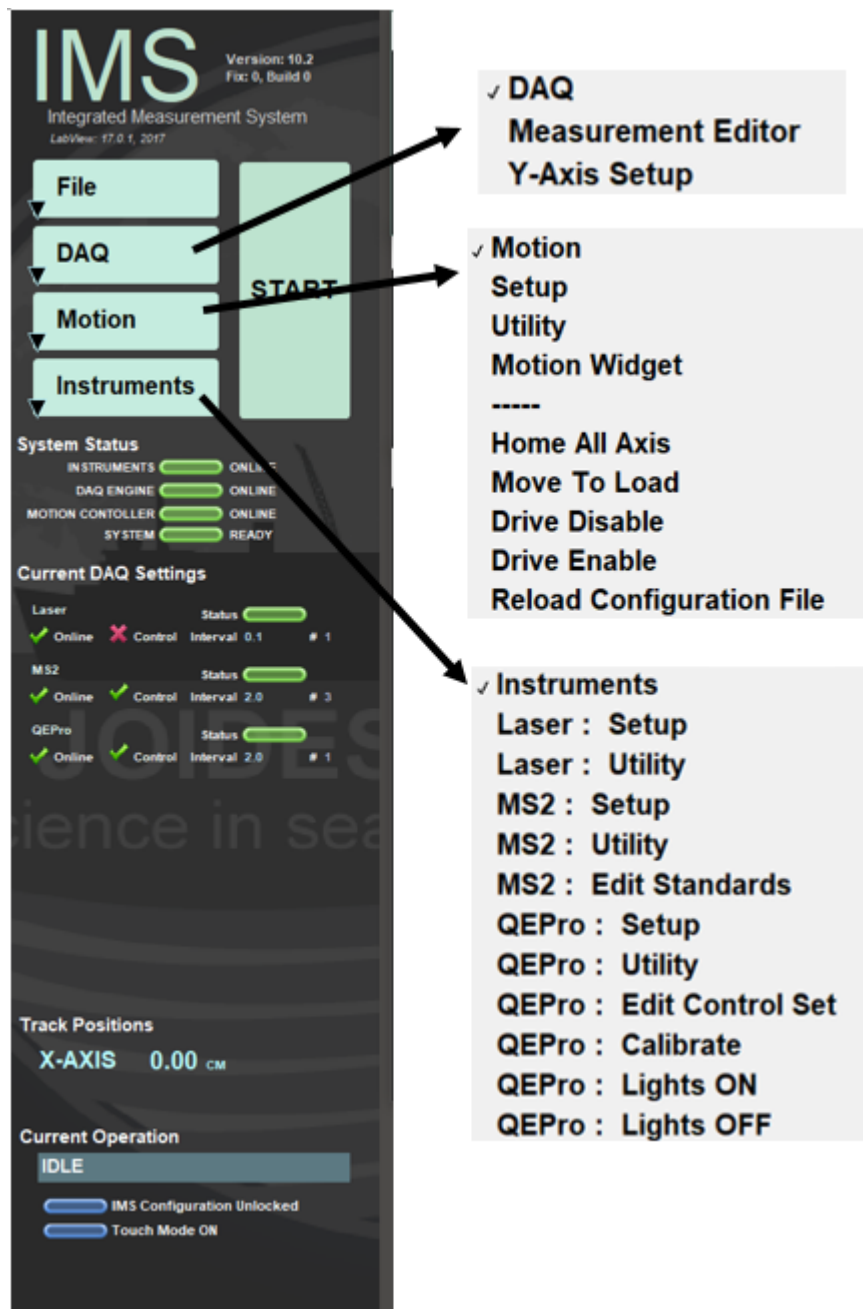 IMS
Version: 10.2
Fix: 0, Build 0
Integrated Measurement System
LabView: 17.0.1, 2017
File
DAQ
Motion
Instruments
START
System Status
INSTRUMENTS ONLINE
DAQ ENGINE ONLINE
MOTION CONTOLLER ONLINE
SYSTEM READY
Current DAQ Settings
Laser Status
Online Control Interval 0.1 # 1
MS2 Status
Online Control Interval 2.0 # 3
QEPro Status
Online Control Interval 2.0 # 1
JOIDES
cience in sea
Track Positions
X-AXIS 0.00 CM
Current Operation
IDLE
IMS Configuration Unlocked
Touch Mode ON
✓ DAQ
Measurement Editor
Y-Axis Setup
✓ Motion
Setup
Utility
Motion Widget
-----
Home All Axis
Move To Load
Drive Disable
Drive Enable
Reload Configuration File
✓ Instruments
Laser : Setup
Laser : Utility
MS2 : Setup
MS2 : Utility
MS2 : Edit Standards
QEPro : Setup
QEPro : Utility
QEPro : Edit Control Set
QEPro : Calibrate
QEPro : Lights ON
QEPro : Lights OFF